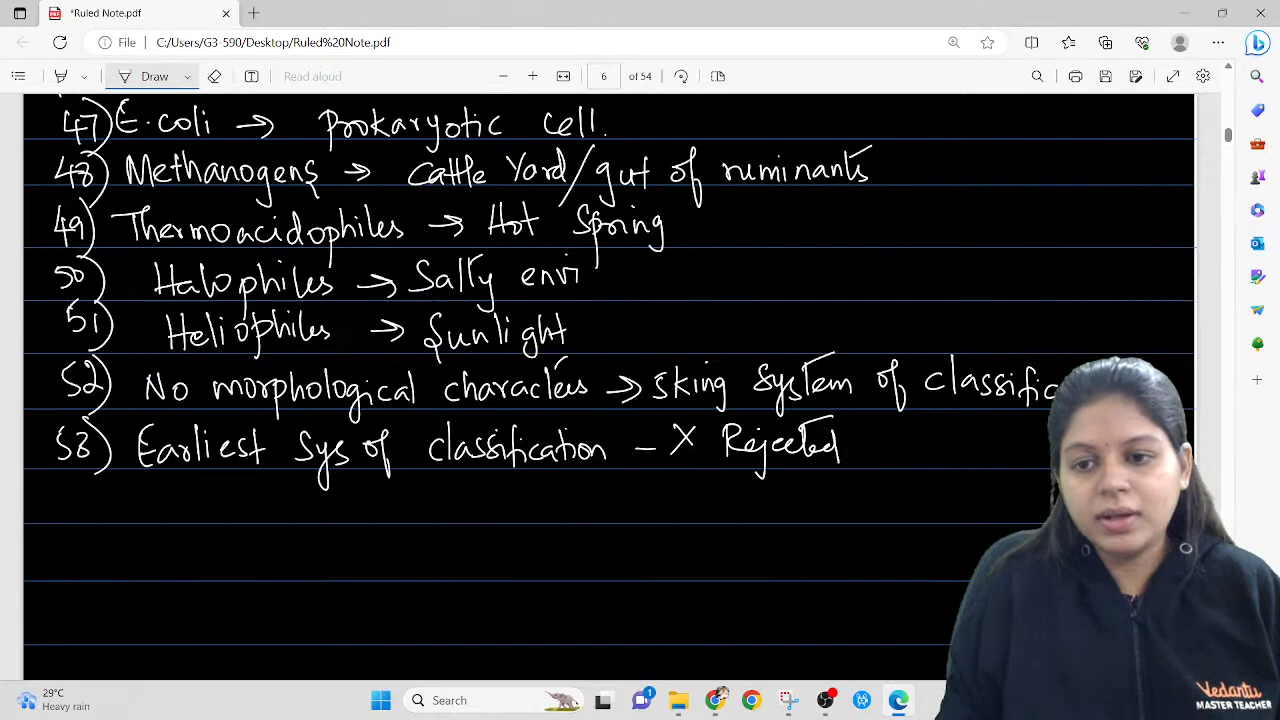 *Ruled Note.pdf
File C:/Users/G3-590/Desktop/Ruled%20Note.pdf
Draw Read aloud 6 of 54
47) E.coli → Prokaryotic cell.
48) Methanogens → Cattle Yard/gut of ruminants
49) Thermoacidophiles → Hot Spring
50) Halophiles → Salty envi
51) Heliophiles → Sunlight
52) No morphological characters → 5king system of classific
53) Earliest Sys of classification - X Rejected
Vedantu
MASTER TEACHER
29°C
Heavy rain
Search
1